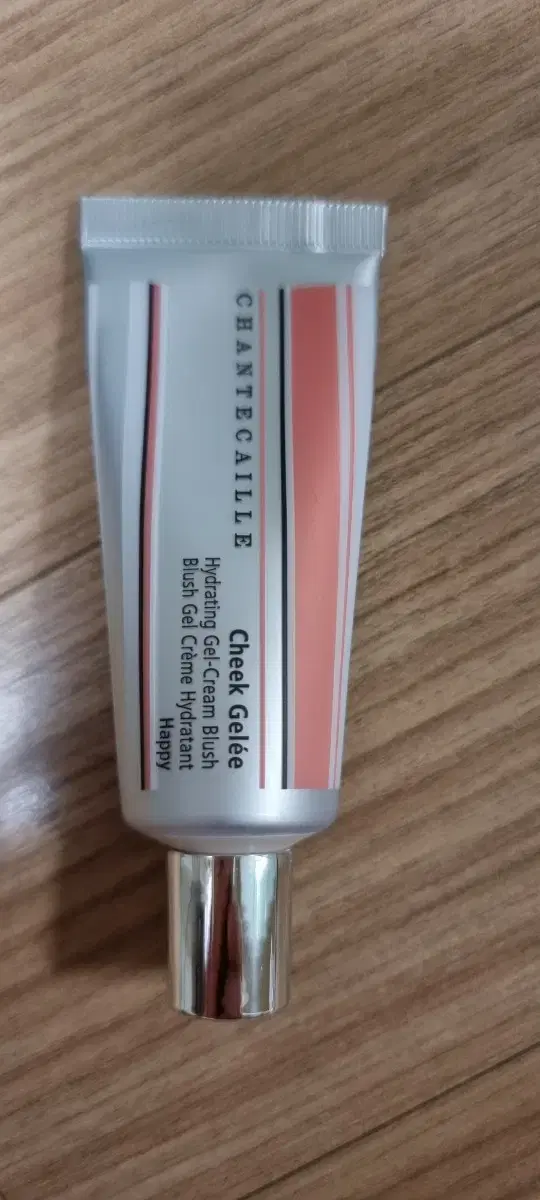 CHANTECAILLE
Cheek Gelée
Hydrating Gel-Cream Blush
Blush Gel Crème Hydratant
Happy